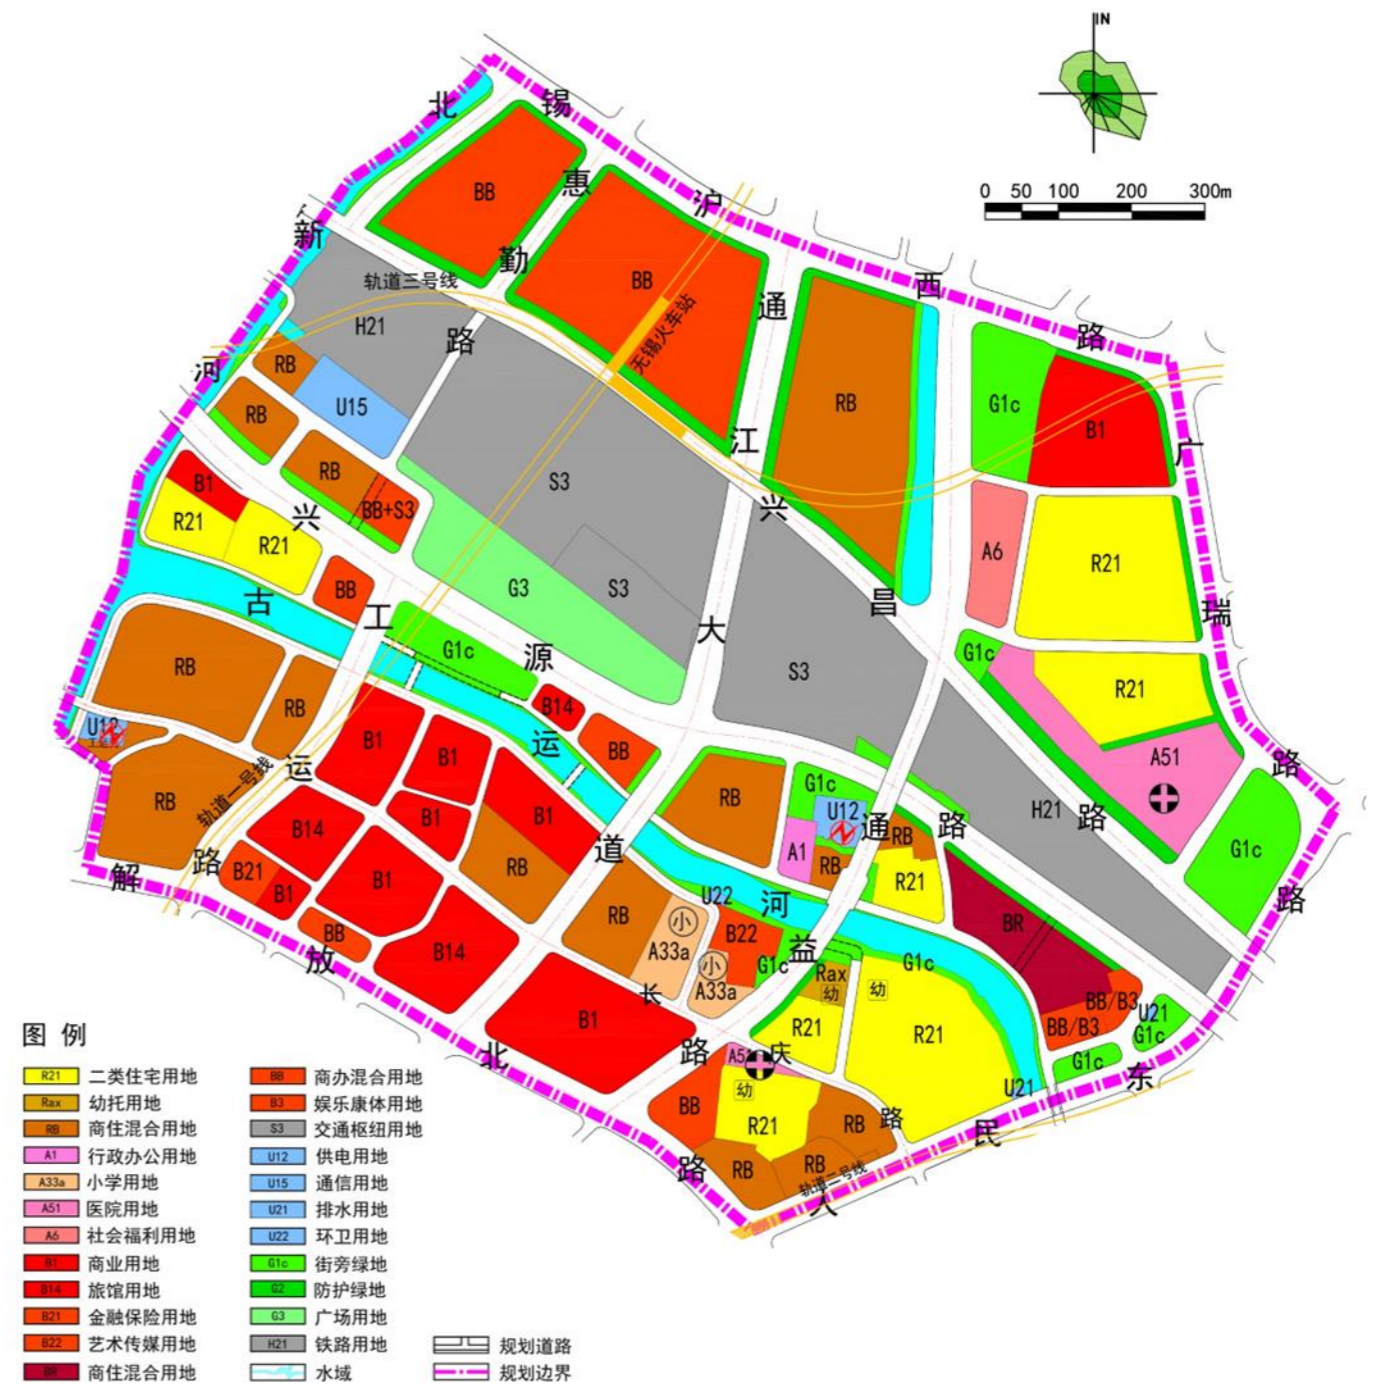 IN
0 50 100 200 300m
北
锡
惠
沪
勤
新
西
通
路
路
河
江
广
兴
兴
昌
瑞
古
工
源
大
运
运
路
道
通
路
路
路
解
路
河
益
放
长
北
路
庆
东
路
路
民
人
轨道三号线
无锡火车站
轨道一号线
轨道二号线
BB
BB
H21
RB
U15
RB
RB
BB+S3
S3
RB
G1c
B1
B1
R21
R21
BB
G3
S3
A6
R21
G1c
S3
R21
RB
RB
G1c
B14
BB
A51
U12
B1
B1
B1
RB
G1c
U12
H21
RB
B14
B1
RB
A1
RB
RB
R21
G1c
B21
B1
B1
RB
U22
小
A33a
B22
BR
BB
B14
小
A33a
G1c
Rax
幼
幼
G1c
R21
R21
B1
BB/B3
BB/B3
U21
G1c
G1c
U21
A51
幼
BB
R21
RB
RB
RB
图 例
R21 二类住宅用地
Rax 幼托用地
RB 商住混合用地
A1 行政办公用地
A33a 小学用地
A51 医院用地
A6 社会福利用地
B1 商业用地
B14 旅馆用地
B21 金融保险用地
B22 艺术传媒用地
BR 商住混合用地
BB 商办混合用地
B3 娱乐康体用地
S3 交通枢纽用地
U12 供电用地
U15 通信用地
U21 排水用地
U22 环卫用地
G1c 街旁绿地
G2 防护绿地
G3 广场用地
H21 铁路用地
水域
规划道路
规划边界